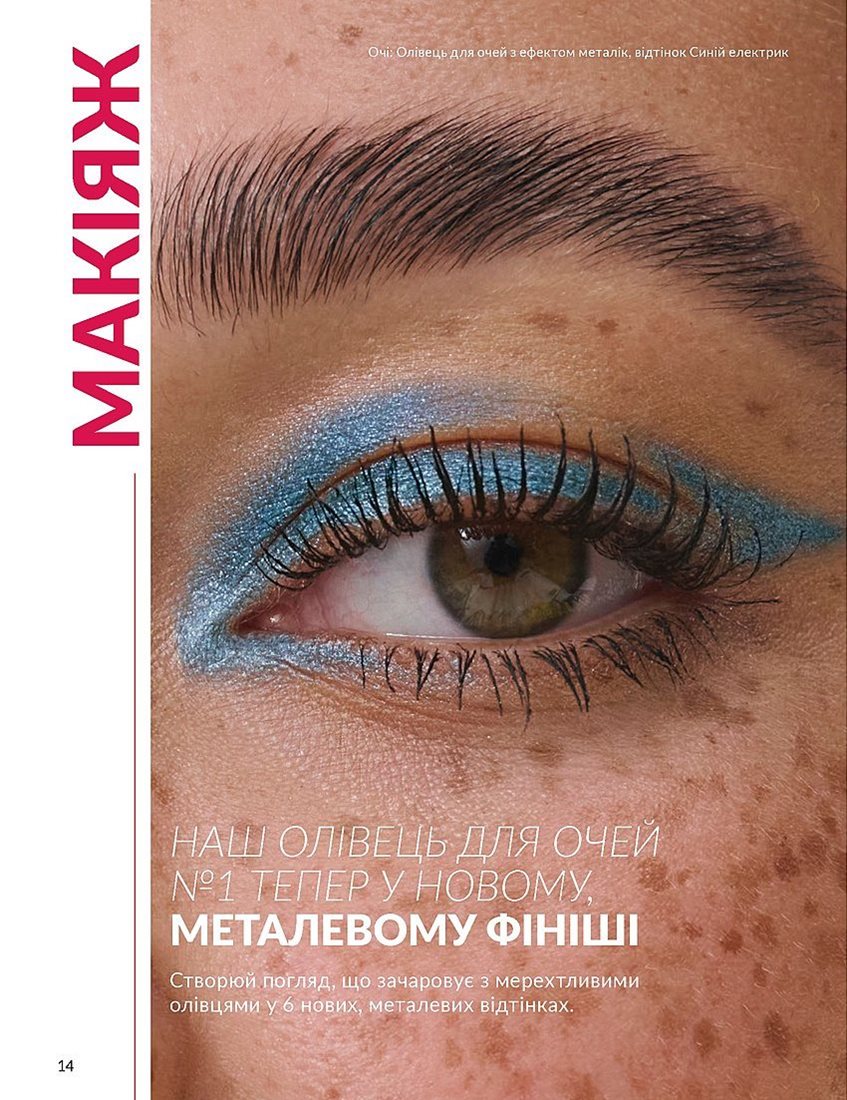 МАКІЯЖ
Очі: Олівець для очей з ефектом металік, відтінок Синій електрик
НАШ ОЛІВЕЦЬ ДЛЯ ОЧЕЙ
№1 ТЕПЕР У НОВОМУ,
МЕТАЛЕВОМУ ФІНІШІ
Створюй погляд, що зачаровує з мерехтливими
олівцями у 6 нових, металевих відтінках.
14